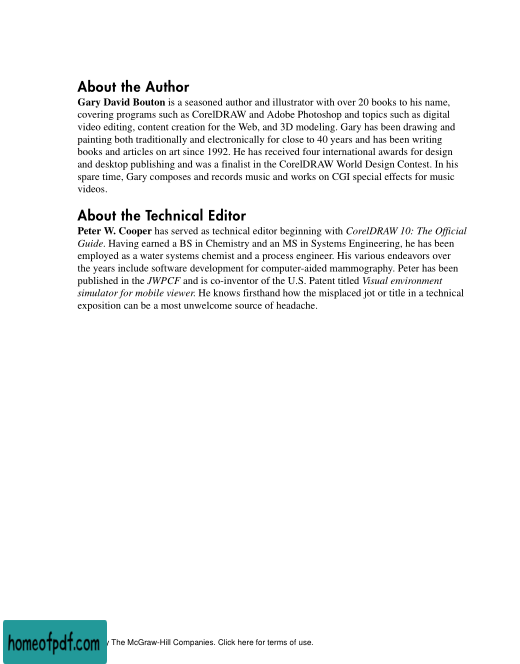 About the Author
Gary David Bouton is a seasoned author and illustrator with over 20 books to his name,
covering programs such as CorelDRAW and Adobe Photoshop and topics such as digital
video editing, content creation for the Web, and 3D modeling. Gary has been drawing and
painting both traditionally and electronically for close to 40 years and has been writing
books and articles on art since 1992. He has received four international awards for design
and desktop publishing and was a finalist in the CorelDRAW World Design Contest. In his
spare time, Gary composes and records music and works on CGI special effects for music
videos.
About the Technical Editor
Peter W. Cooper has served as technical editor beginning with CorelDRAW 10: The Official
Guide. Having earned a BS in Chemistry and an MS in Systems Engineering, he has been
employed as a water systems chemist and a process engineer. His various endeavors over
the years include software development for computer-aided mammography. Peter has been
published in the JWPCF and is co-inventor of the U.S. Patent titled Visual environment
simulator for mobile viewer. He knows firsthand how the misplaced jot or title in a technical
exposition can be a most unwelcome source of headache.
homeofpdf.com The McGraw-Hill Companies. Click here for terms of use.